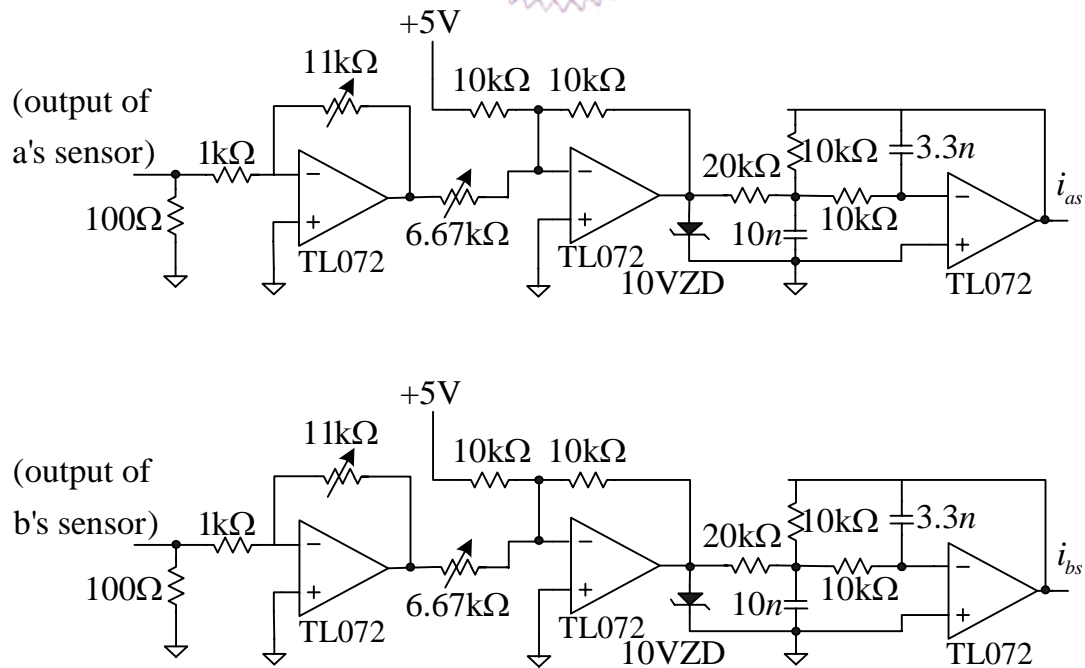 +5V
11kΩ
10kΩ 10kΩ
(output of
a's sensor)
1kΩ
20kΩ
10kΩ
3.3n
i_as
100Ω
6.67kΩ
10n
10kΩ
TL072
TL072
10VZD
TL072
+5V
11kΩ
10kΩ 10kΩ
(output of
b's sensor)
1kΩ
20kΩ
10kΩ
3.3n
i_bs
100Ω
6.67kΩ
10n
10kΩ
TL072
TL072
10VZD
TL072